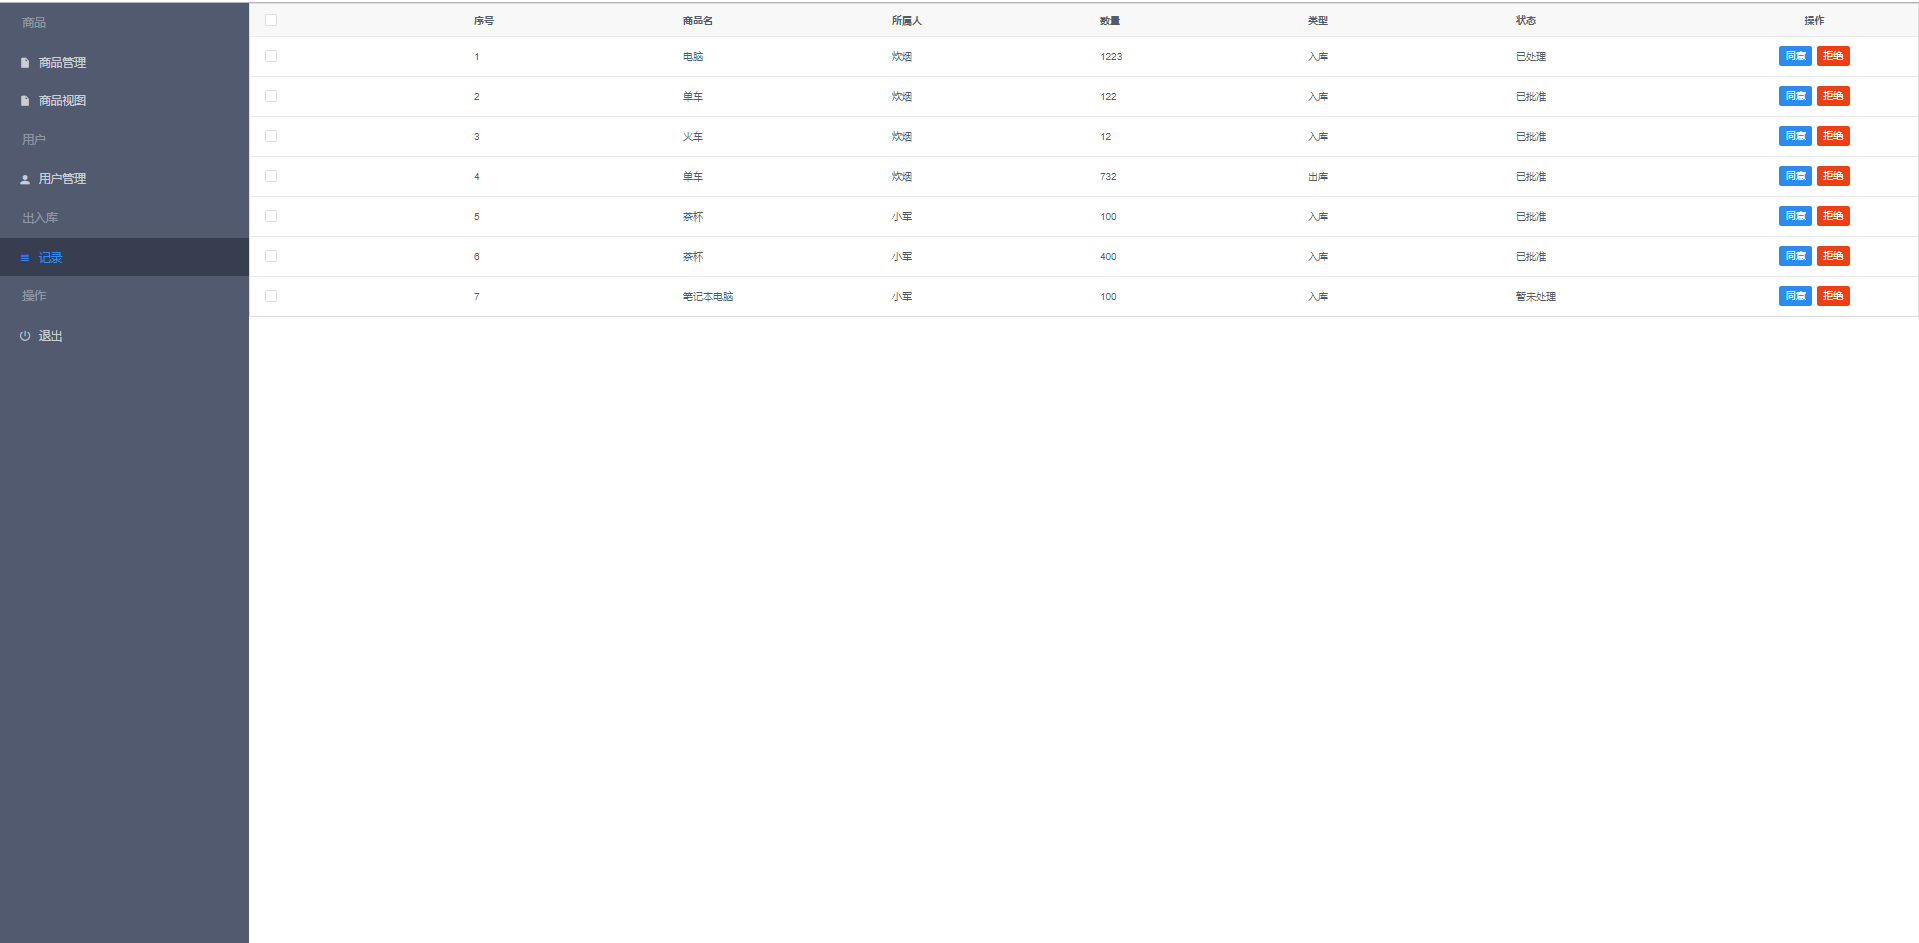 商品
商品管理
商品视图
用户
用户管理
出入库
记录
操作
退出
序号 商品名 所属人 数量 类型 状态 操作
1 电脑 炊烟 1223 入库 已处理 同意 拒绝
2 单车 炊烟 122 入库 已批准 同意 拒绝
3 火车 炊烟 12 入库 已批准 同意 拒绝
4 单车 炊烟 732 出库 已批准 同意 拒绝
5 茶杯 小军 100 入库 已批准 同意 拒绝
6 茶杯 小军 400 入库 已批准 同意 拒绝
7 笔记本电脑 小军 100 入库 暂未处理 同意 拒绝